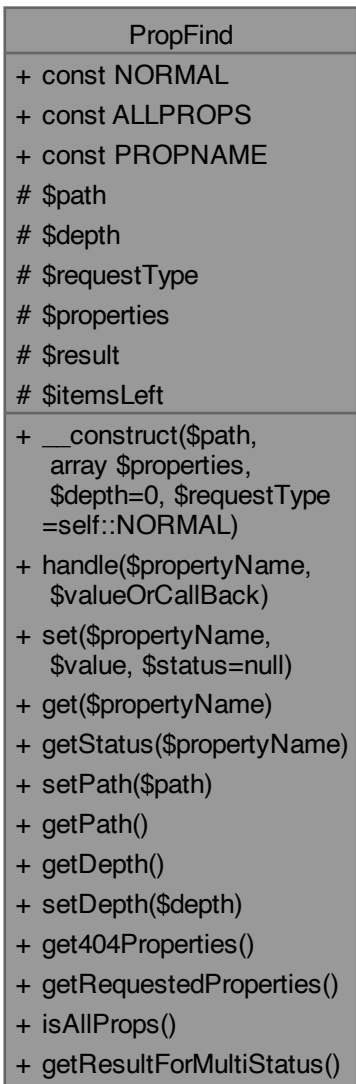 PropFind
+ const NORMAL
+ const ALLPROPS
+ const PROPNAME
# $path
# $depth
# $requestType
# $properties
# $result
# $itemsLeft
+ __construct($path,
array $properties,
$depth=0, $requestType
=self::NORMAL)
+ handle($propertyName,
$valueOrCallBack)
+ set($propertyName,
$value, $status=null)
+ get($propertyName)
+ getStatus($propertyName)
+ setPath($path)
+ getPath()
+ getDepth()
+ setDepth($depth)
+ get404Properties()
+ getRequestedProperties()
+ isAllProps()
+ getResultForMultiStatus()